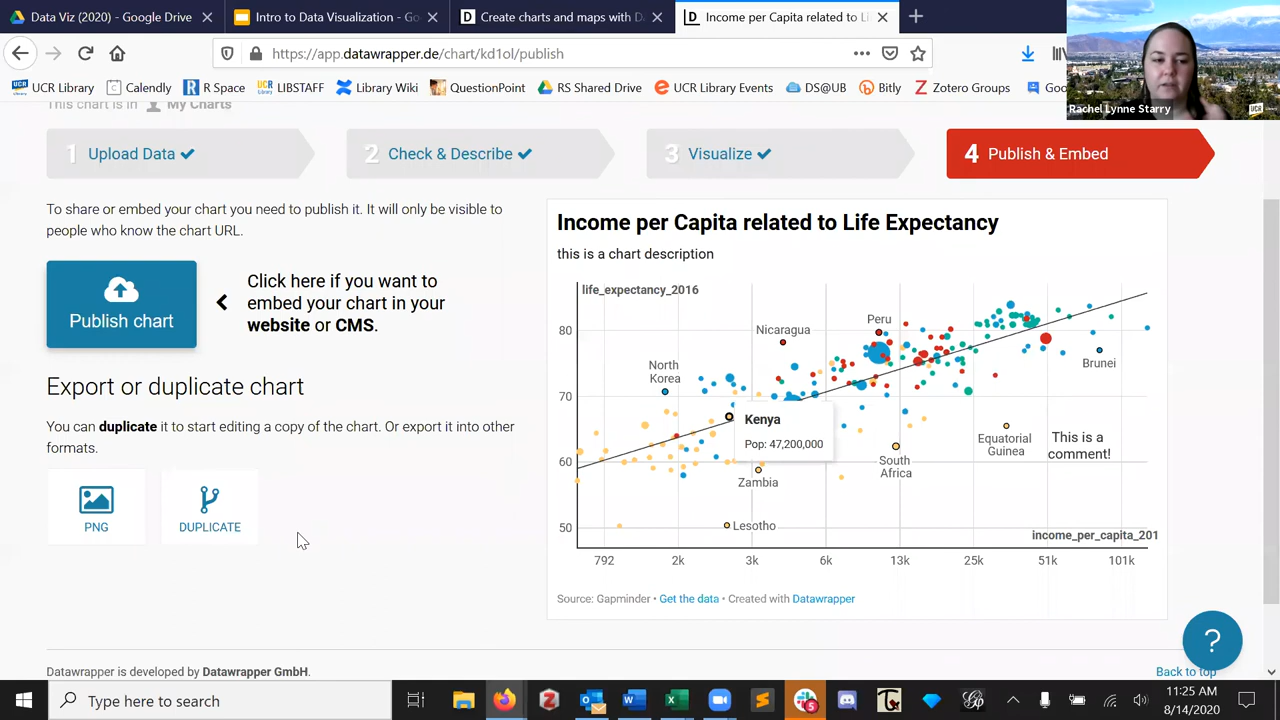 Data Viz (2020) - Google Drive
Intro to Data Visualization - Go
Create charts and maps with D
Income per Capita related to Li
https://app.datawrapper.de/chart/kd1ol/publish
UCR Library
Calendly
R Space
LIBSTAFF
Library Wiki
QuestionPoint
RS Shared Drive
UCR Library Events
DS@UB
Bitly
Zotero Groups
Goo
Rachel Lynne Starry
UCR
This chart is in My Charts
1 Upload Data
2 Check & Describe
3 Visualize
4 Publish & Embed
To share or embed your chart you need to publish it. It will only be visible to
people who know the chart URL.
Publish chart
Click here if you want to
embed your chart in your
website or CMS.
Export or duplicate chart
You can duplicate it to start editing a copy of the chart. Or export it into other
formats.
PNG
DUPLICATE
Income per Capita related to Life Expectancy
this is a chart description
life_expectancy_2016
80
70
60
50
Peru
Nicaragua
North
Korea
Brunei
Kenya
Pop: 47,200,000
Equatorial
Guinea
This is a
comment!
South
Africa
Zambia
Lesotho
income_per_capita_201
792
2k
3k
6k
13k
25k
51k
101k
Source: Gapminder • Get the data • Created with Datawrapper
?
Datawrapper is developed by Datawrapper GmbH.
Back to top
Type here to search
11:25 AM
8/14/2020